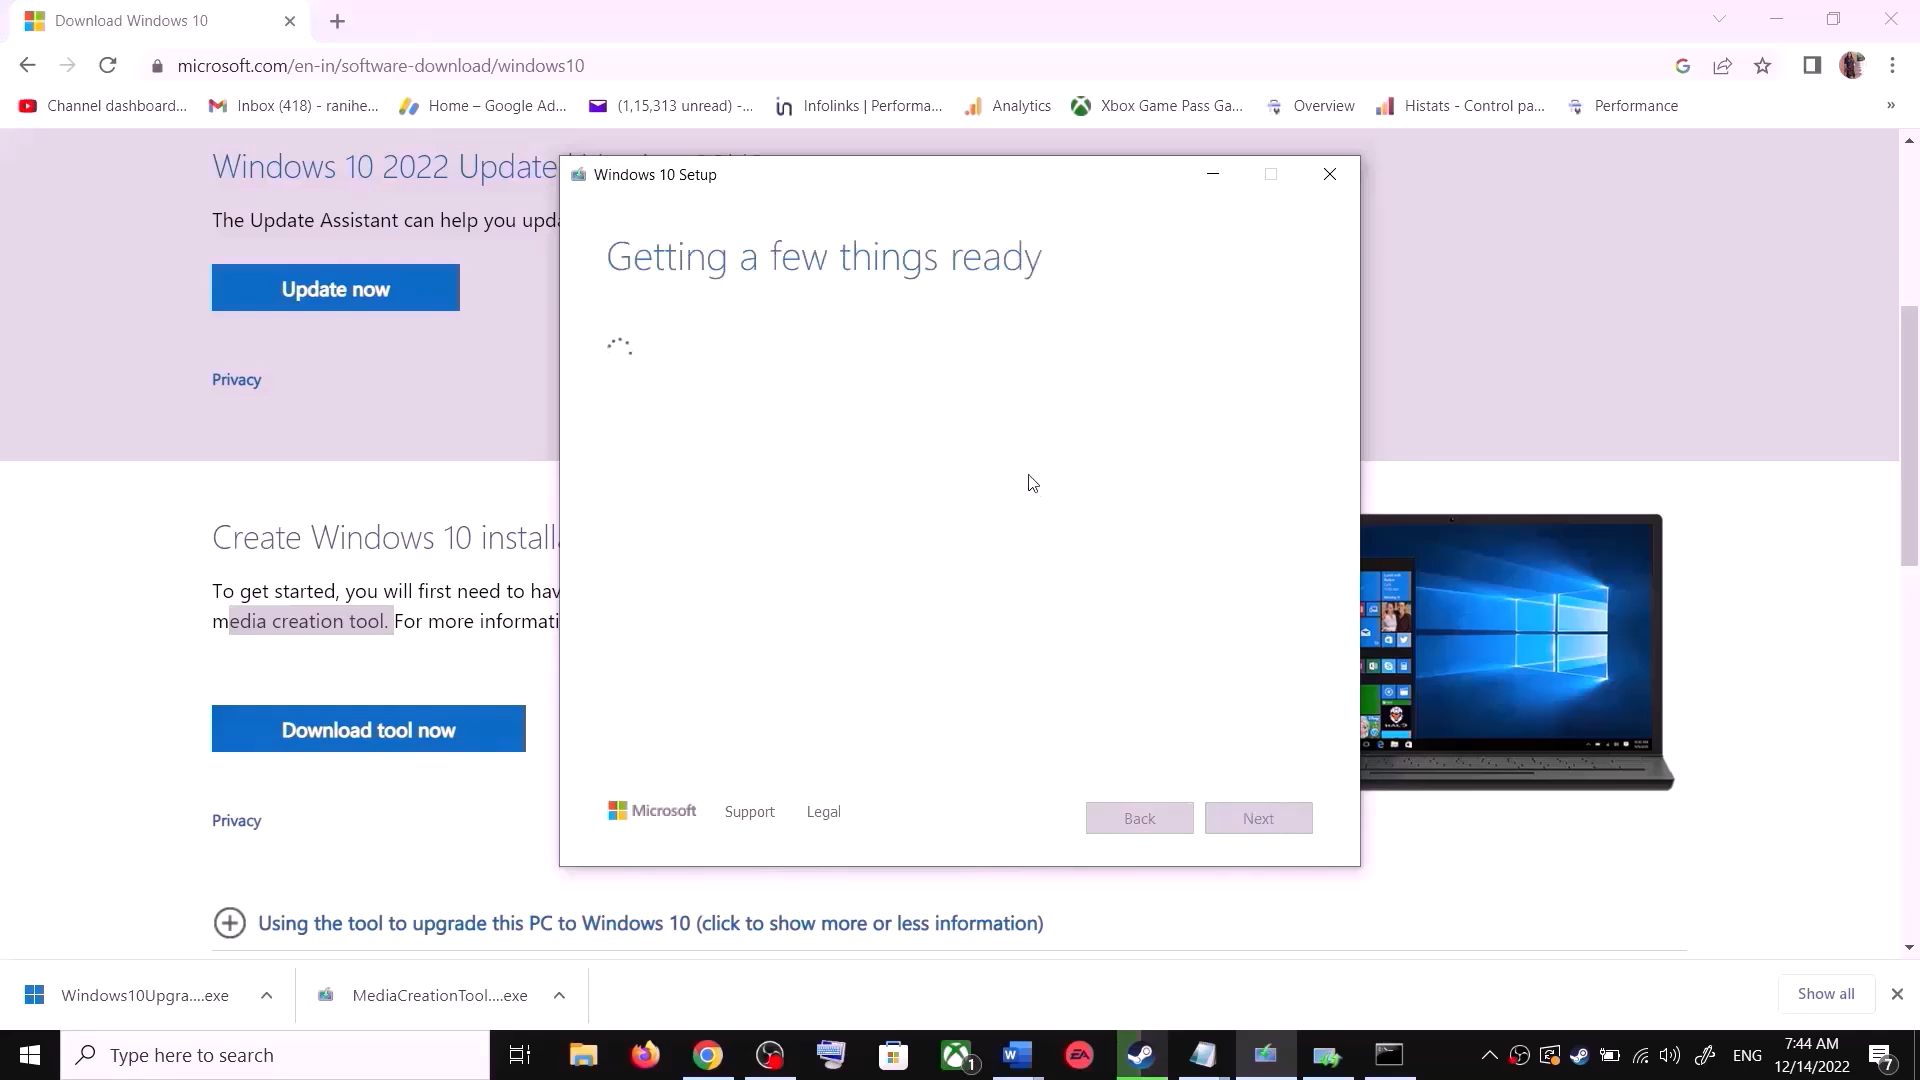 Download Windows 10
microsoft.com/en-in/software-download/windows10
Channel dashboard...
Inbox (418) - ranihe...
Home – Google Ad...
(1,15,313 unread) -...
Infolinks | Performa...
Analytics
Xbox Game Pass Ga...
Overview
Histats - Control pa...
Performance
»
Windows 10 2022 Update
The Update Assistant can help you upda
Update now
Privacy
Windows 10 Setup
Getting a few things ready
Microsoft
Support
Legal
Back
Next
Create Windows 10 install
To get started, you will first need to hav
media creation tool. For more informati
Download tool now
Privacy
Using the tool to upgrade this PC to Windows 10 (click to show more or less information)
Windows10Upgra....exe
MediaCreationTool....exe
Show all
Type here to search
1
EA
ENG
7:44 AM
12/14/2022
7